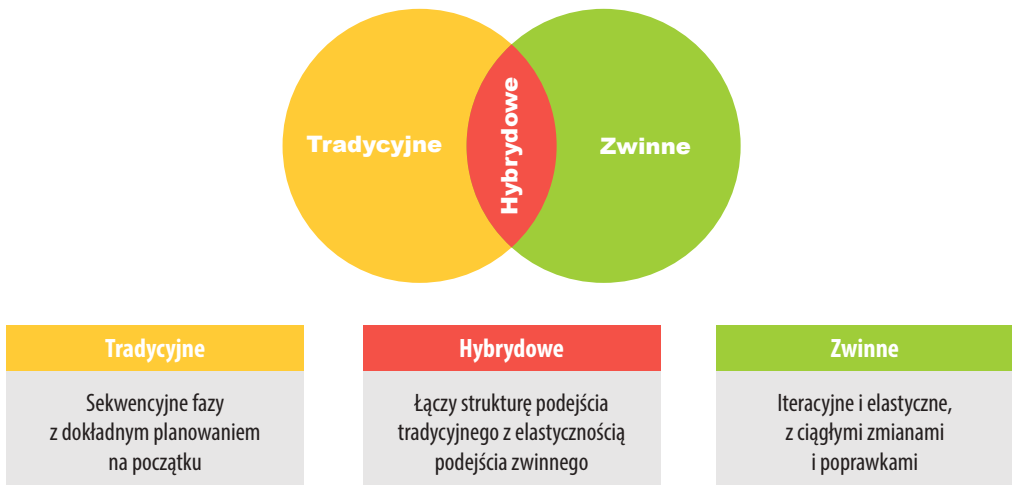 Tradycyjne
Hybrydowe
Zwinne
Tradycyjne
Sekwencyjne fazy
z dokładnym planowaniem
na początku
Hybrydowe
Łączy strukturę podejścia
tradycyjnego z elastycznością
podejścia zwinnego
Zwinne
Iteracyjne i elastyczne,
z ciągłymi zmianami
i poprawkami